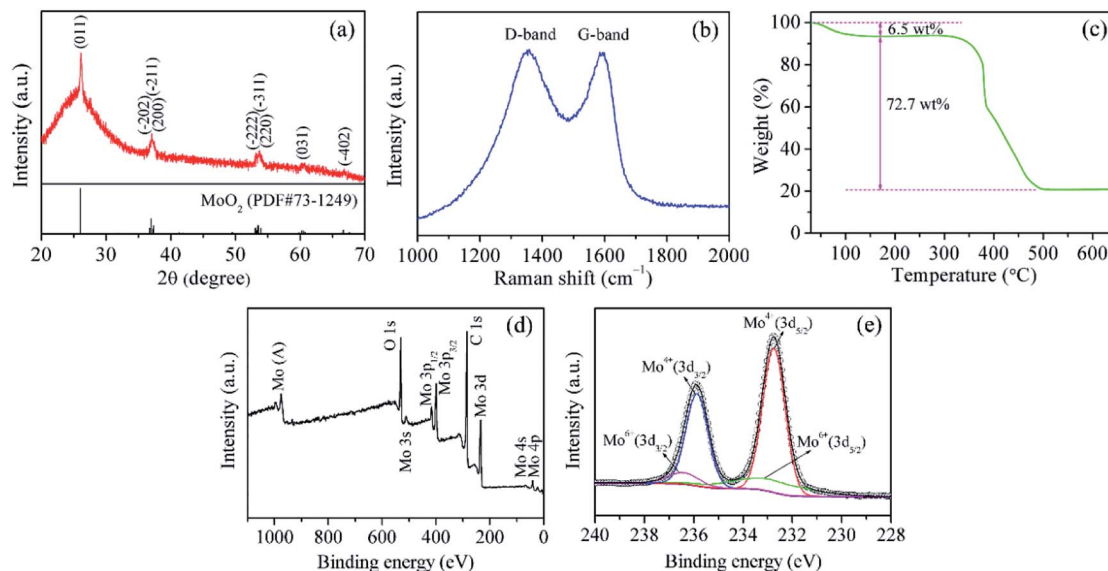 (a)
(011)
(-202)(-211)
(200)
(-222)(-311)
(220)
(031)
(-402)
MoO₂ (PDF#73-1249)
Intensity (a.u.)
20 30 40 50 60 70
2θ (degree)
(b)
D-band G-band
Intensity (a.u.)
1000 1200 1400 1600 1800 2000
Raman shift (cm⁻¹)
(c)
6.5 wt%
72.7 wt%
Weight (%)
100
80
60
40
20
0
100 200 300 400 500 600
Temperature (°C)
(d)
Mo (A)
O 1s
Mo 3s
Mo 3p1/2
Mo 3p3/2
C 1s
Mo 3d
Mo 4s
Mo 4p
Intensity (a.u.)
1000 800 600 400 200 0
Binding energy (eV)
(e)
Mo⁴⁺(3d5/2)
Mo⁴⁺(3d3/2)
Mo⁶⁺(3d3/2)
Mo⁶⁺(3d5/2)
Intensity (a.u.)
240 238 236 234 232 230 228
Binding energy (eV)